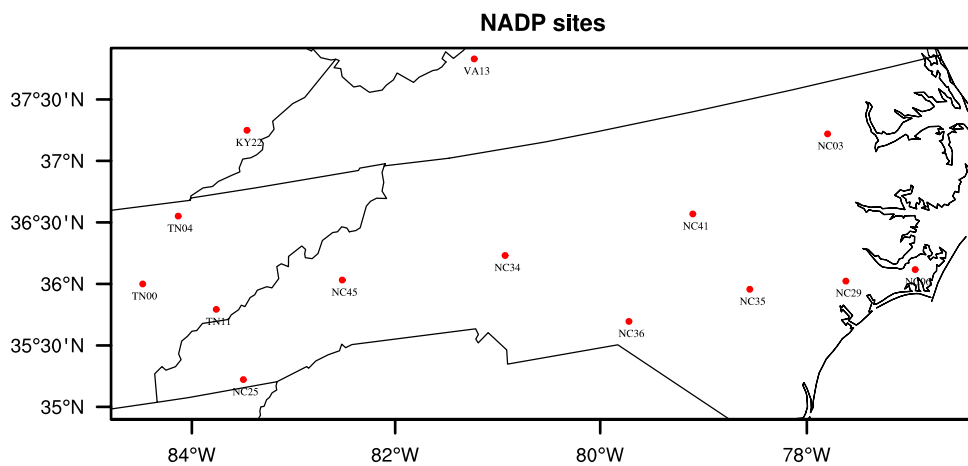 NADP sites
VA13
37°30'N
KY22
NC03
37°N
TN04
36°30'N
NC41
NC34
36°N
TN00
NC45
NC35
NC29
NC06
TN11
35°30'N
NC36
NC25
35°N
84°W
82°W
80°W
78°W